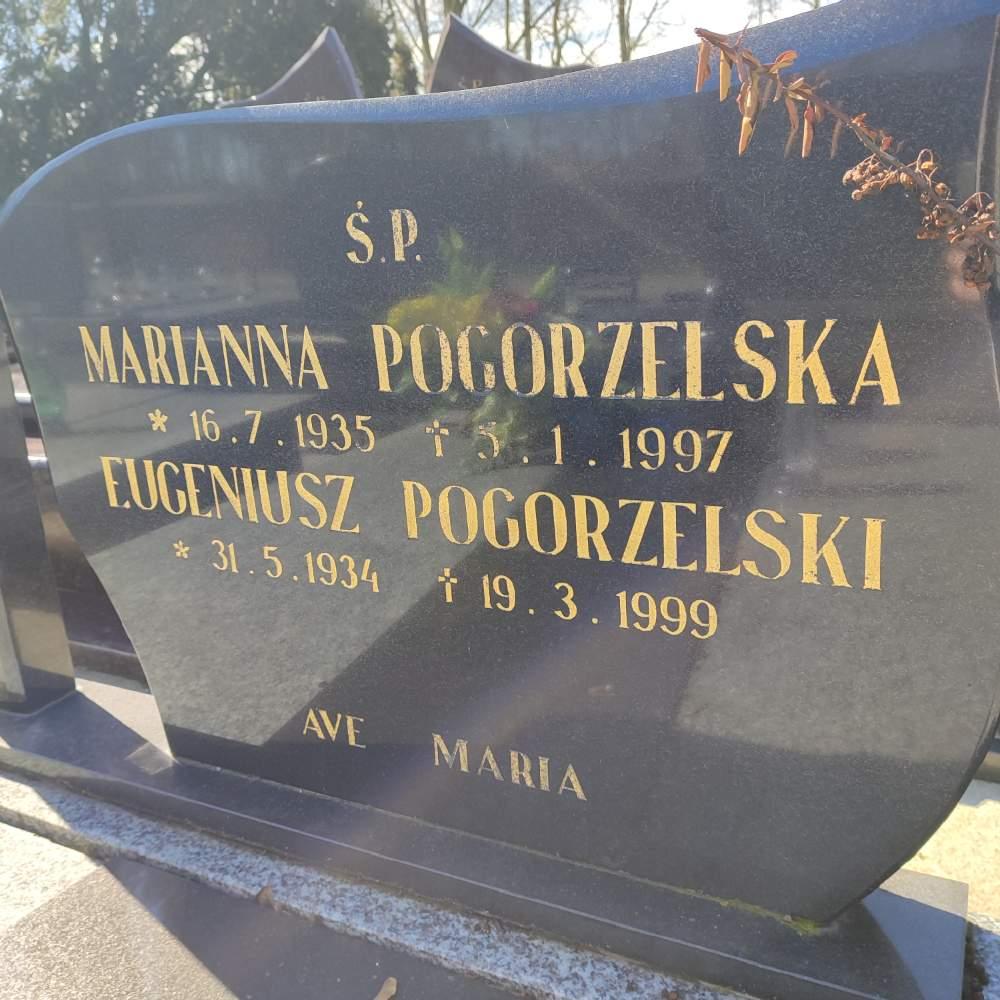 Ś.P.
MARIANNA POGORZELSKA
* 16.7.1935 † 5.1.1997
EUGENIUSZ POGORZELSKI
* 31.5.1934 † 19.3.1999
AVE MARIA